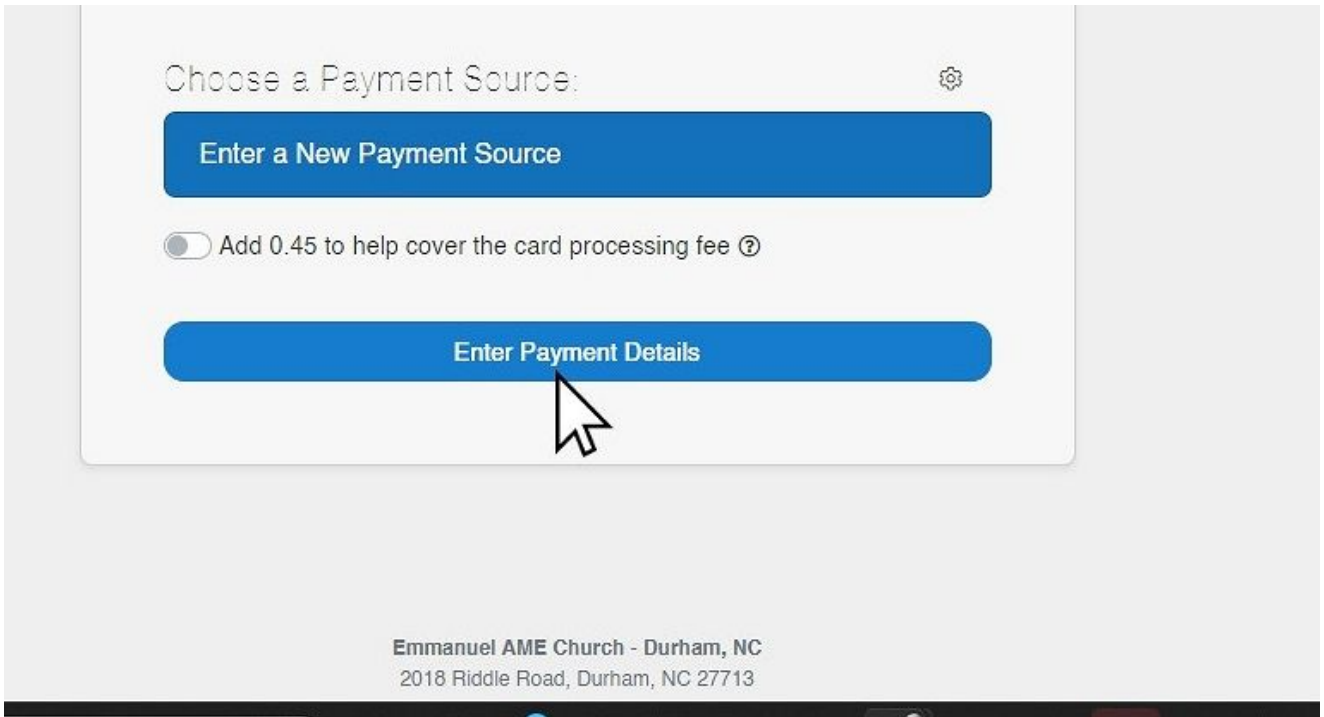 Choose a Payment Source:
Enter a New Payment Source
Add 0.45 to help cover the card processing fee
Enter Payment Details
Emmanuel AME Church - Durham, NC
2018 Riddle Road, Durham, NC 27713